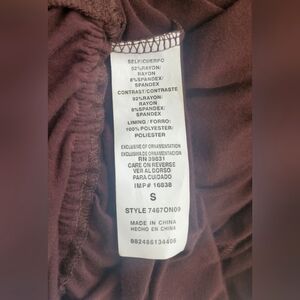 SELF/CUERPO
92%RAYON/
RAYON
8%SPANDEX/
SPANDEX
CONTRAST/CONTRASTE
92%RAYON/
RAYON
8%SPANDEX/
SPANDEX
LINING / FORRO:
100% POLYESTER/
POLIESTER
EXCLUSIVE OF ORNAMENTATION
EXCLUSIVO DE ORNAMENTACION
RN 39831
CARE ON REVERSE
VER AL DORSO
PARA CUIDADO
IMP# 16838
S
STYLE 7467ON09
MADE IN CHINA
HECHO EN CHINA
882486134406